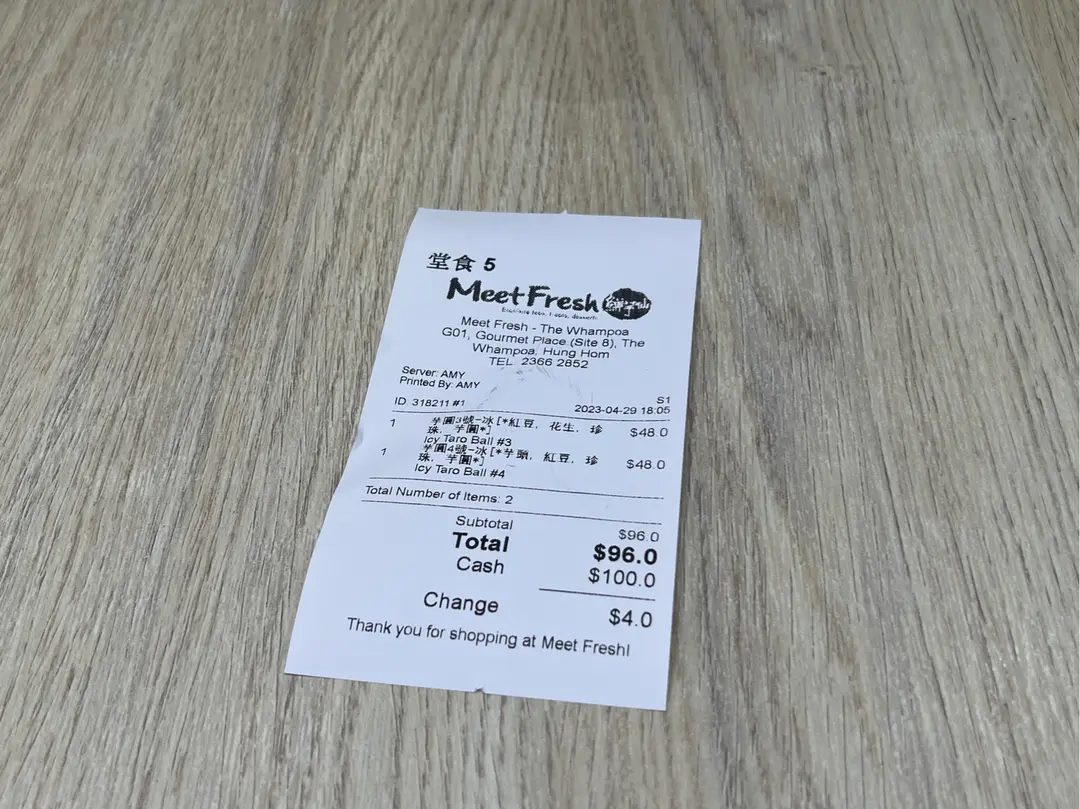 堂食 5
Meet Fresh 鮮芋仙
Meet Fresh - The Whampoa
G01, Gourmet Place (Site 8), The
Whampoa, Hung Hom
TEL 2366 2852
Server: AMY
Printed By: AMY
S1
ID 318211 #1 2023-04-29 18:05
1 芋圓3號-冰 [*紅豆, 花生, 珍 $48.0
珠, 芋圓*]
Icy Taro Ball #3
1 芋圓4號-冰 [*芋頭, 紅豆, 珍 $48.0
珠, 芋圓*]
Icy Taro Ball #4
Total Number of Items: 2
Subtotal $96.0
Total $96.0
Cash $100.0
Change $4.0
Thank you for shopping at Meet Fresh!